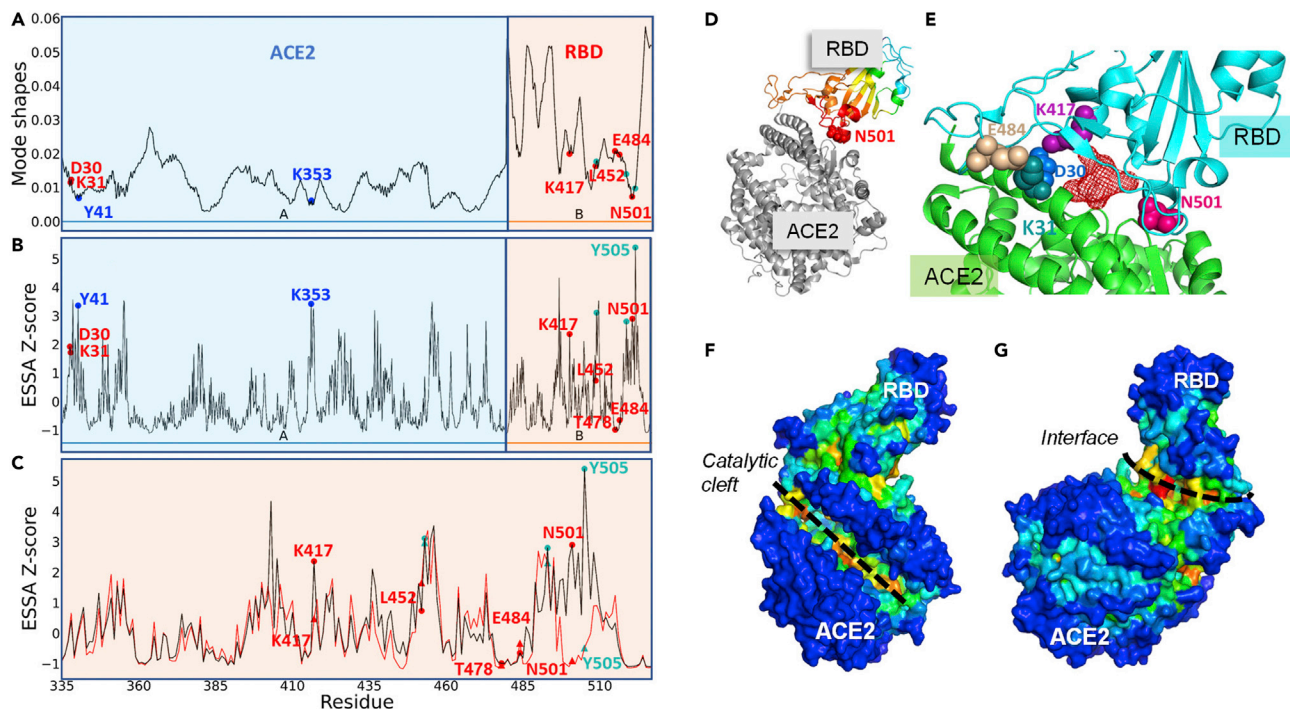 A
Mode shapes
0.06
0.05
0.04
0.03
0.02
0.01
0.00
ACE2
RBD
D30
K31
Y41
K353
K417
L452
E484
N501
A
B
B
ESSA Z-score
5
4
3
2
1
0
−1
Y41
D30
K31
K353
Y505
N501
K417
L452
E484
T478
A
B
C
ESSA Z-score
5
4
3
2
1
0
−1
K417
K417
L452
E484
T478
N501
N501
Y505
Y505
335
360
385
410
435
460
485
510
Residue
D
RBD
N501
ACE2
E
K417
E484
D30
RBD
N501
K31
ACE2
F
RBD
Catalytic
cleft
ACE2
G
RBD
Interface
ACE2